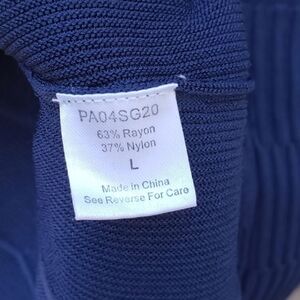 PA04SG20
63% Rayon
37% Nylon
L
Made in China
See Reverse For Care